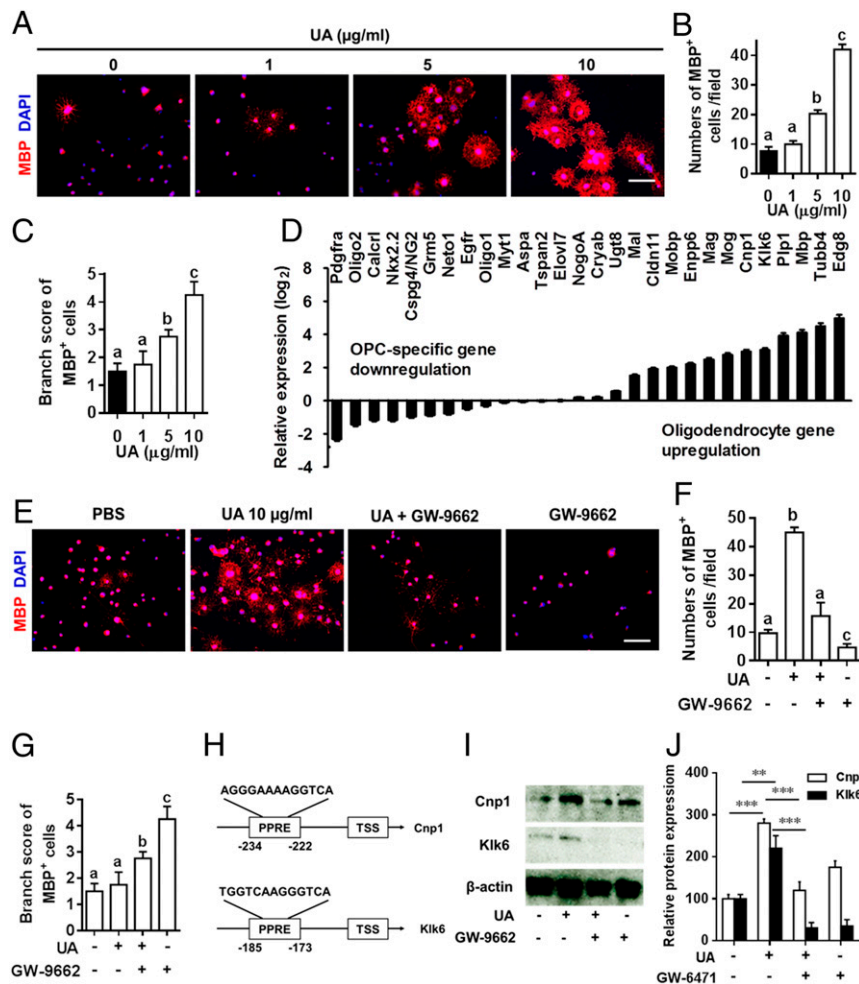 A
UA (µg/ml)
0 1 5 10
MBP DAPI
B
Numbers of MBP+
cells /field
40
30
20
10
0
a a b c
0 1 5 10
UA (µg/ml)
C
Branch score of
MBP+ cells
5
4
3
2
1
0
a a b c
0 1 5 10
UA (µg/ml)
D
Relative expression (log2)
8
6
4
2
0
-2
-4
Pdgfra
Oligo2
Calcrl
Nkx2.2
Cspg4/NG2
Grm5
Neto1
Egfr
Oligo1
Myt1
Aspa
Tspan2
Elovl7
NogoA
Cryab
Ugt8
Mal
Cldn11
Mobp
Enpp6
Mag
Mog
Cnp1
Klk6
Plp1
Mbp
Tubb4
Edg8
OPC-specific gene
downregulation
Oligodendrocyte gene
upregulation
E
PBS UA 10 µg/ml UA + GW-9662 GW-9662
MBP DAPI
F
Numbers of MBP+
cells /field
50
40
30
20
10
0
a b a c
UA - + + -
GW-9662 - - + +
G
Branch score of
MBP+ cells
5
4
3
2
1
0
a a b c
UA - + + -
GW-9662 - - + +
H
AGGGAAAAGGTCA
PPRE TSS Cnp1
-234 -222
TGGTCAAGGGTCA
PPRE TSS Klk6
-185 -173
I
Cnp1
Klk6
β-actin
UA - + + -
GW-9662 - - + +
J
Relative protein expressiom
400
300
200
100
0
Cnp1
Klk6
**
***
***
***
UA - + + -
GW-6471 - - + +